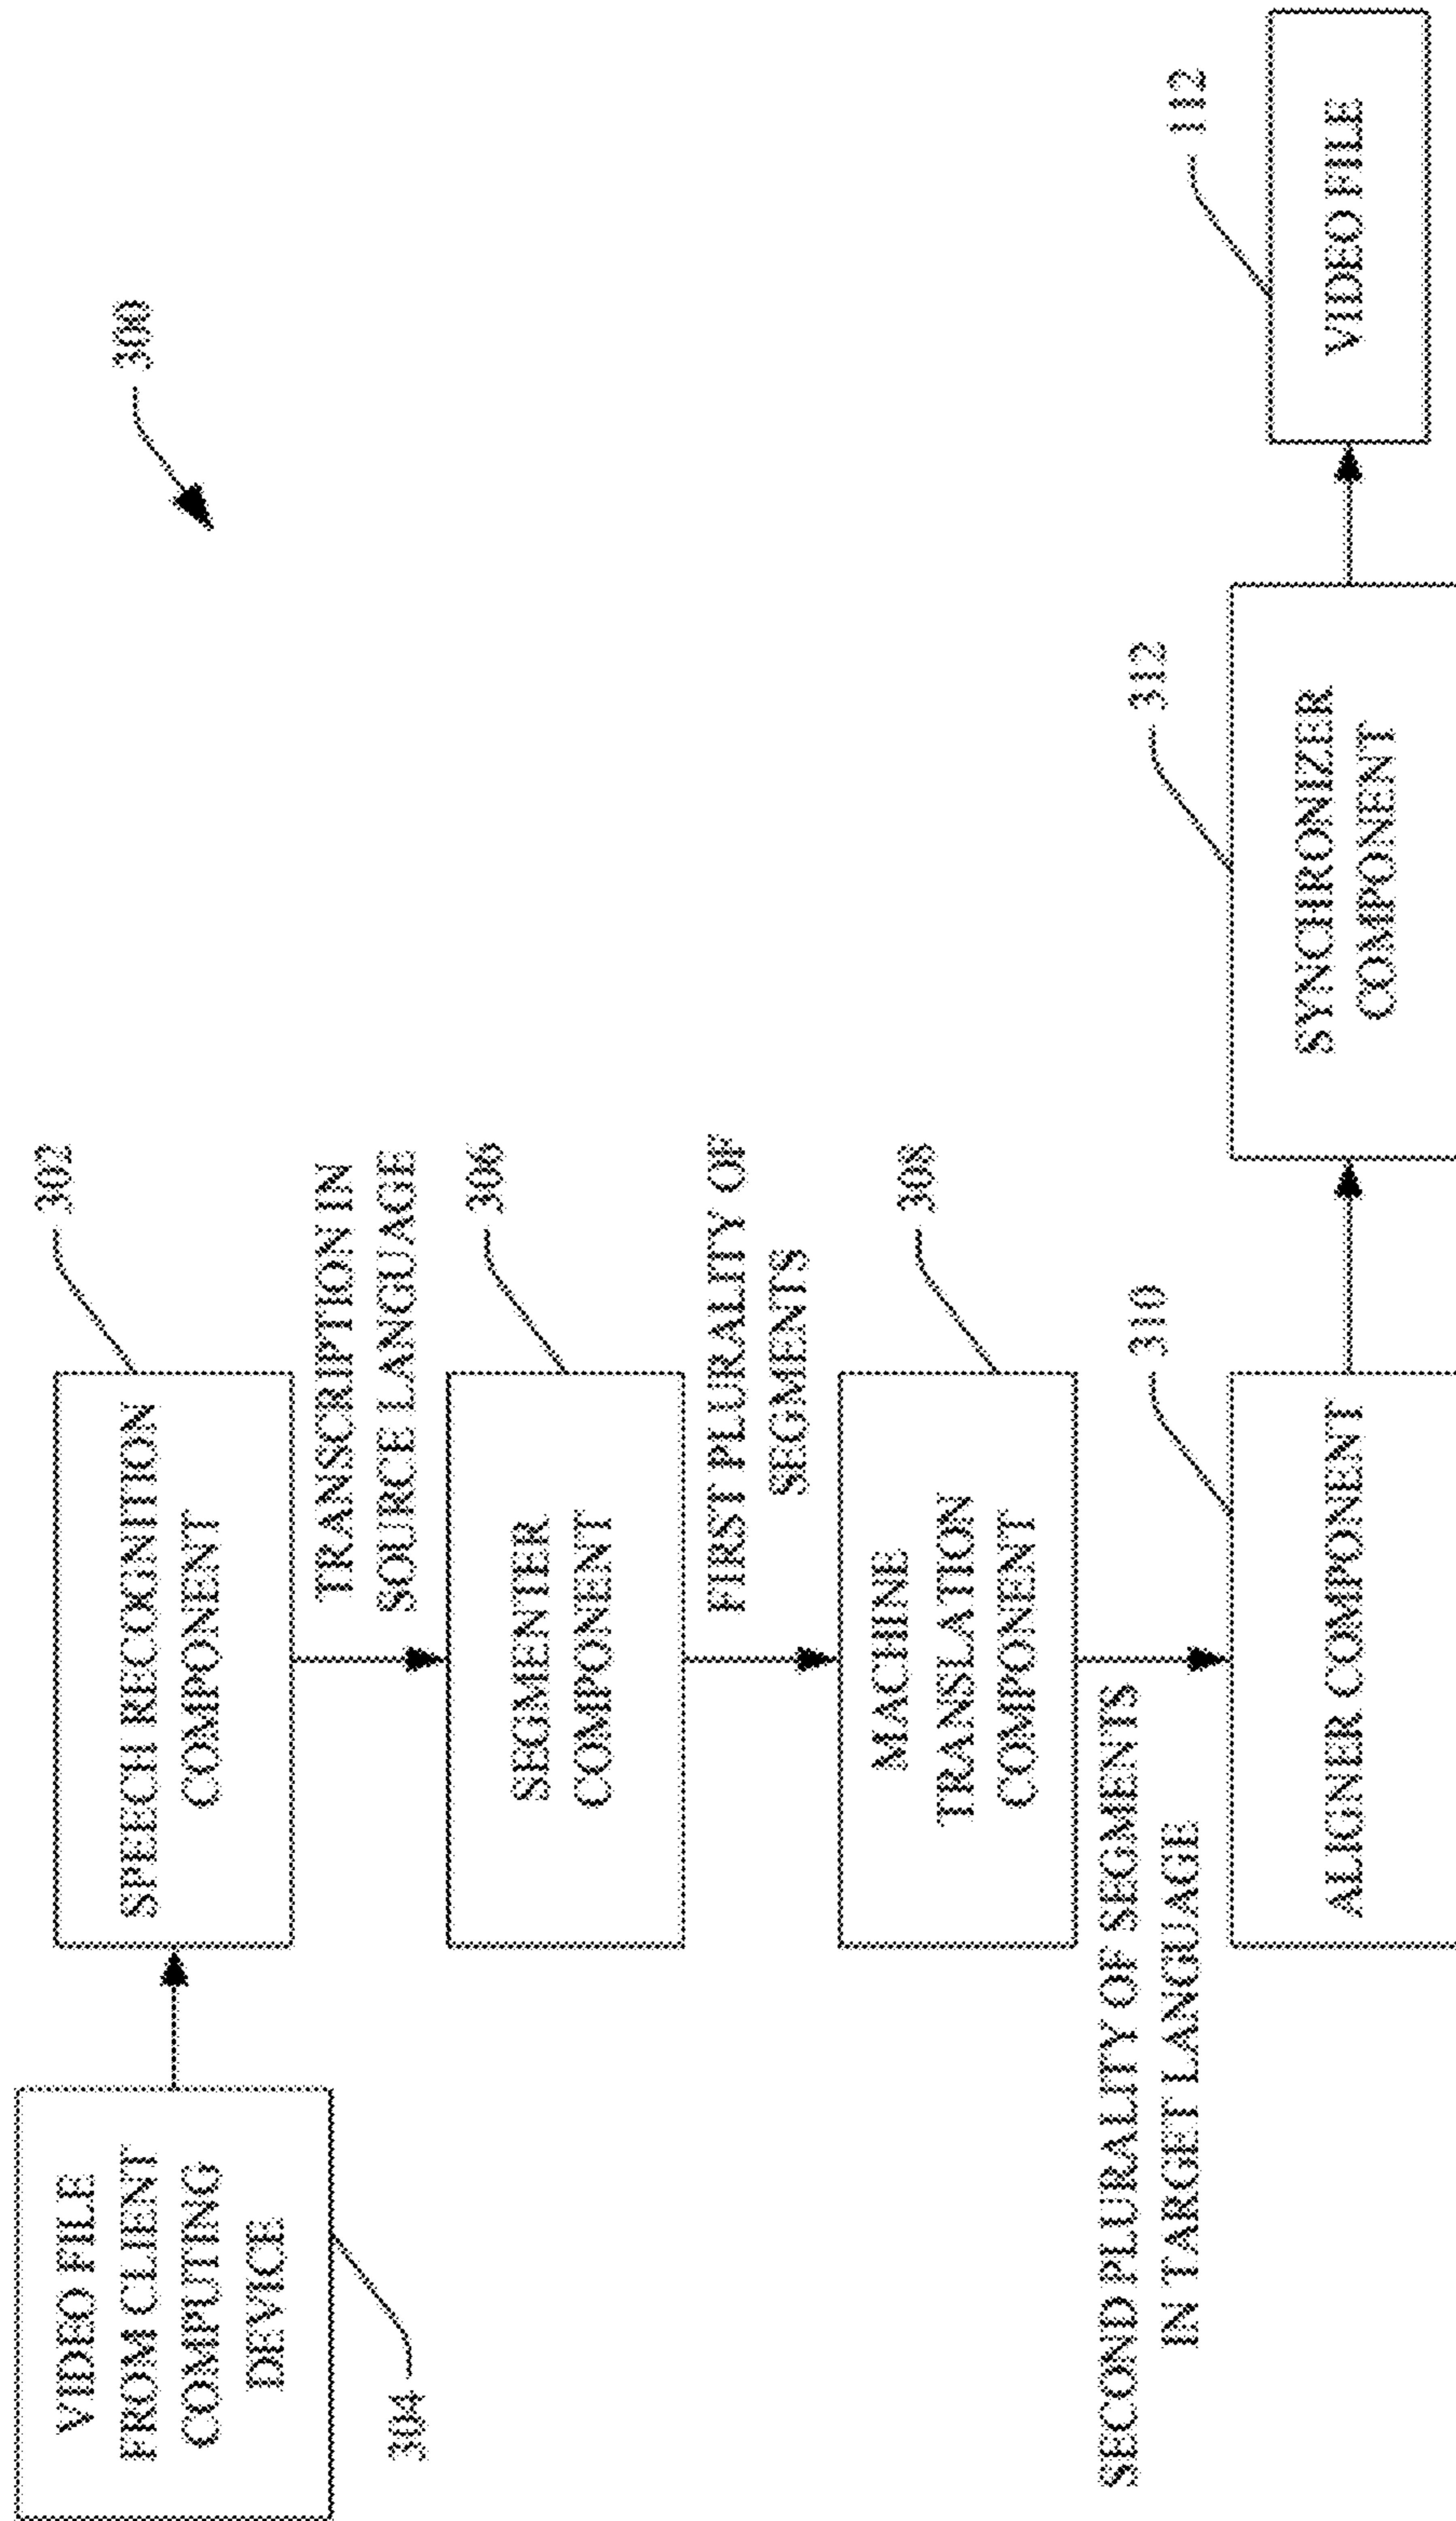 300
VIDEO FILE
FROM CLIENT
COMPUTING
DEVICE
304
SPEECH RECOGNITION
COMPONENT
302
TRANSCRIPTION IN
SOURCE LANGUAGE
SEGMENTER
COMPONENT
306
FIRST PLURALITY OF
SEGMENTS
MACHINE
TRANSLATION
COMPONENT
308
SECOND PLURALITY OF SEGMENTS
IN TARGET LANGUAGE
ALIGNER COMPONENT
310
SYNCHRONIZER
COMPONENT
312
VIDEO FILE
112